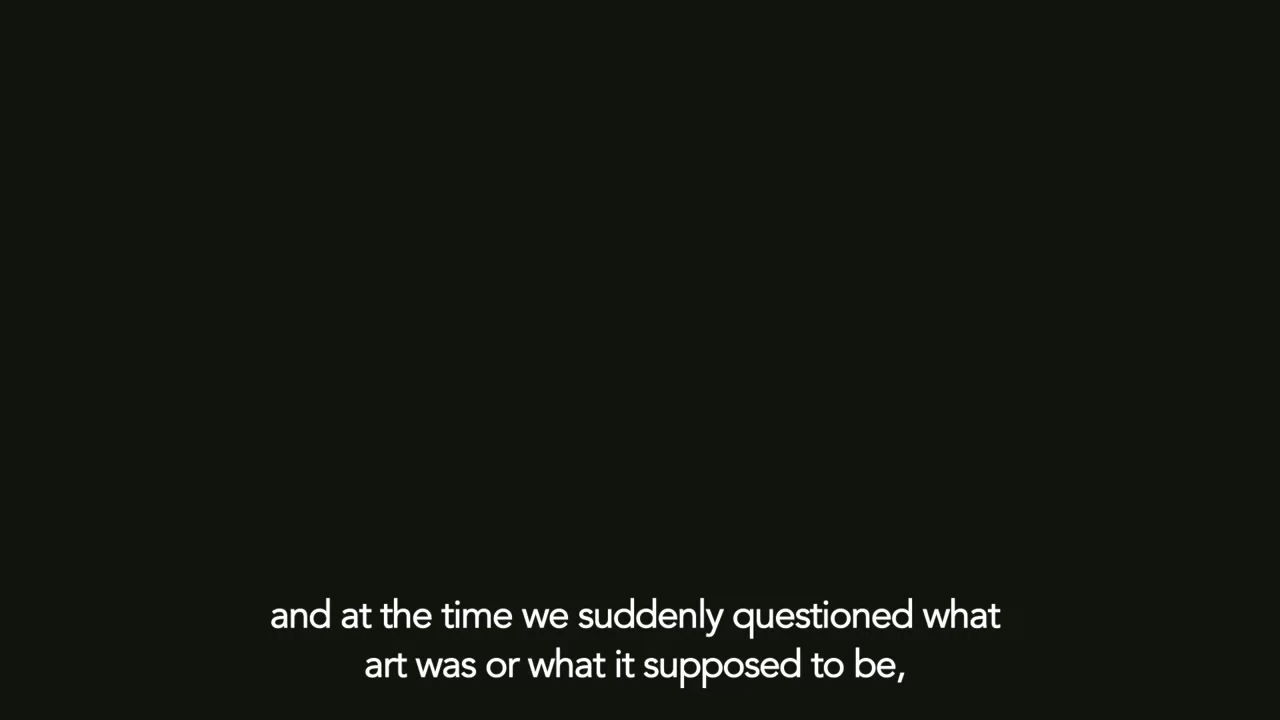 and at the time we suddenly questioned what
art was or what it supposed to be,